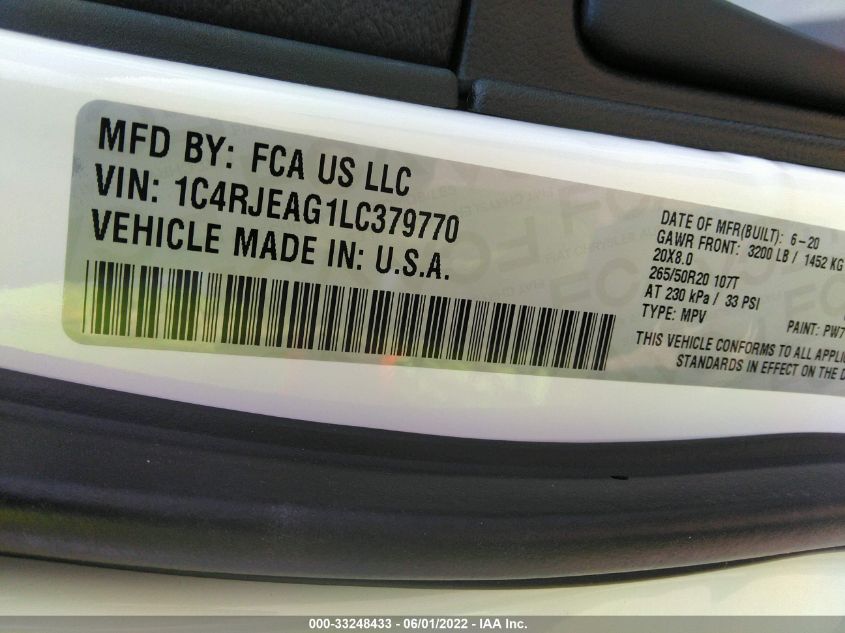 MFD BY: FCA US LLC
VIN: 1C4RJEAG1LC379770
VEHICLE MADE IN: U.S.A.
DATE OF MFR(BUILT): 6-20
GAWR FRONT: 3200 LB / 1452 KG
20X8.0
265/50R20 107T
AT 230 kPa / 33 PSI
TYPE: MPV
PAINT: PW7
THIS VEHICLE CONFORMS TO ALL APPLI
STANDARDS IN EFFECT ON THE D
000-33248433 - 06/01/2022 - IAA Inc.